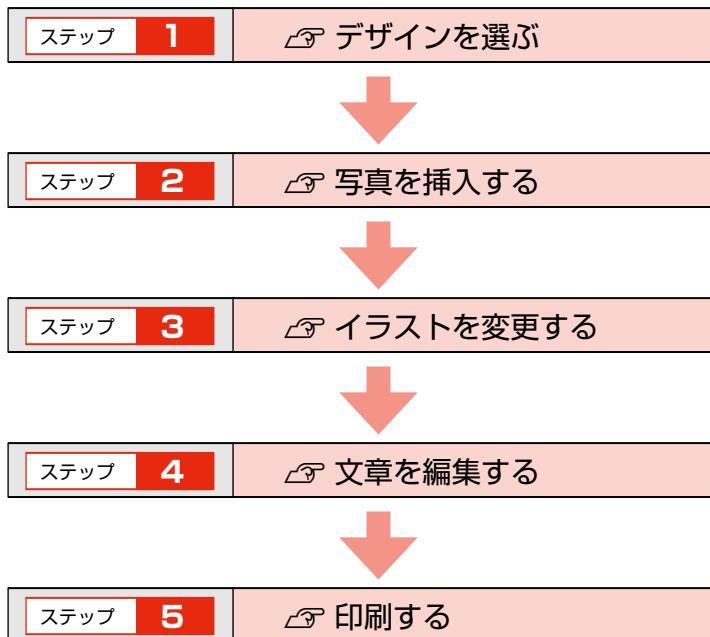 ステップ 1 ☞ デザインを選ぶ
ステップ 2 ☞ 写真を挿入する
ステップ 3 ☞ イラストを変更する
ステップ 4 ☞ 文章を編集する
ステップ 5 ☞ 印刷する